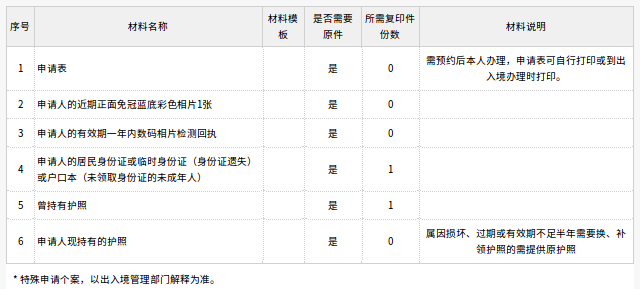 序号 材料名称 材料模板 是否需要原件 所需复印件份数 材料说明
1 申请表 是 0 需预约后本人办理，申请表可自行打印或到出入境办理时打印。
2 申请人的近期正面免冠蓝底彩色相片1张 是 0
3 申请人的有效期一年内数码相片检测回执 是 0
4 申请人的居民身份证或临时身份证（身份证遗失）或户口本（未领取身份证的未成年人） 是 1
5 曾持有护照 是 1
6 申请人现持有的护照 是 0 属因损坏、过期或有效期不足半年需要换、补领护照的需提供原护照
* 特殊申请个案，以出入境管理部门解释为准。